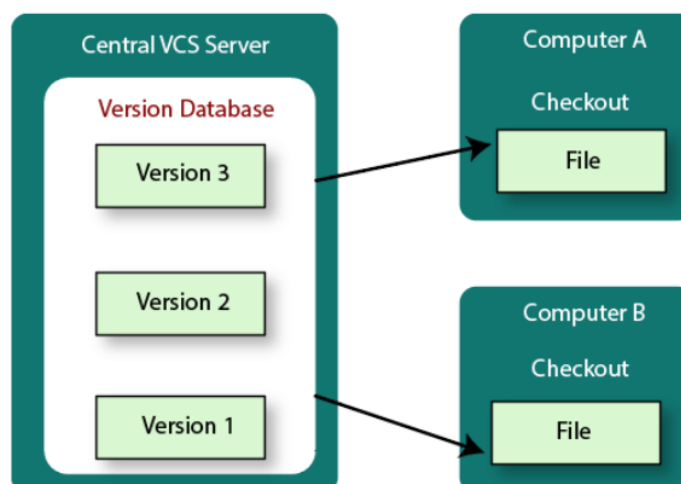 Central VCS Server
Version Database
Version 3
Version 2
Version 1
Computer A
Checkout
File
Computer B
Checkout
File